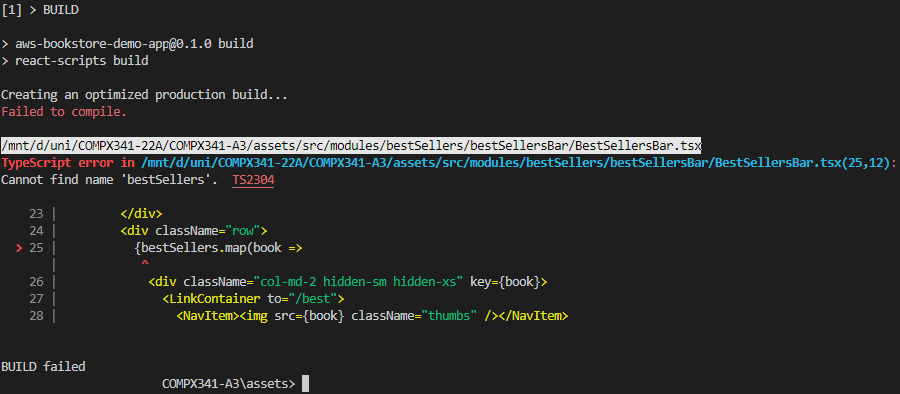 [1] > BUILD
> aws-bookstore-demo-app@0.1.0 build
> react-scripts build
Creating an optimized production build...
Failed to compile.
/mnt/d/uni/COMPX341-22A/COMPX341-A3/assets/src/modules/bestSellers/bestSellersBar/BestSellersBar.tsx
TypeScript error in /mnt/d/uni/COMPX341-22A/COMPX341-A3/assets/src/modules/bestSellers/bestSellersBar/BestSellersBar.tsx(25,12):
Cannot find name 'bestSellers'.  TS2304
    23 |         </div>
    24 |         <div className="row">
  > 25 |           {bestSellers.map(book =>
       |            ^
    26 |             <div className="col-md-2 hidden-sm hidden-xs" key={book}>
    27 |               <LinkContainer to="/best">
    28 |                 <NavItem><img src={book} className="thumbs" /></NavItem>
BUILD failed
COMPX341-A3\assets>